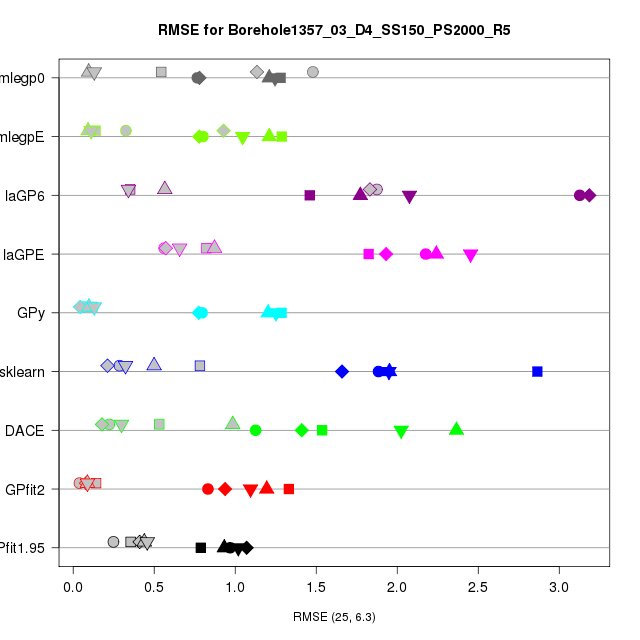 RMSE for Borehole1357_03_D4_SS150_PS2000_R5
mlegp0
mlegpE
laGP6
laGPE
GPy
sklearn
DACE
GPfit2
Pfit1.95
0.0 0.5 1.0 1.5 2.0 2.5 3.0
RMSE (25, 6.3)